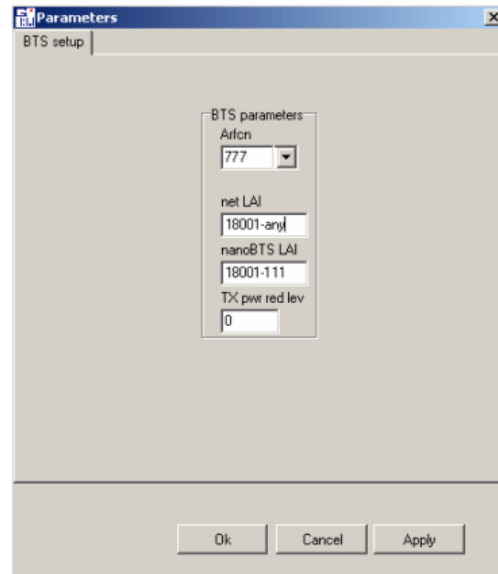 Parameters
BTS setup
BTS parameters
Arfcn
777
net LAI
18001-any
nanoBTS LAI
18001-111
TX pwr red lev
0
Ok Cancel Apply